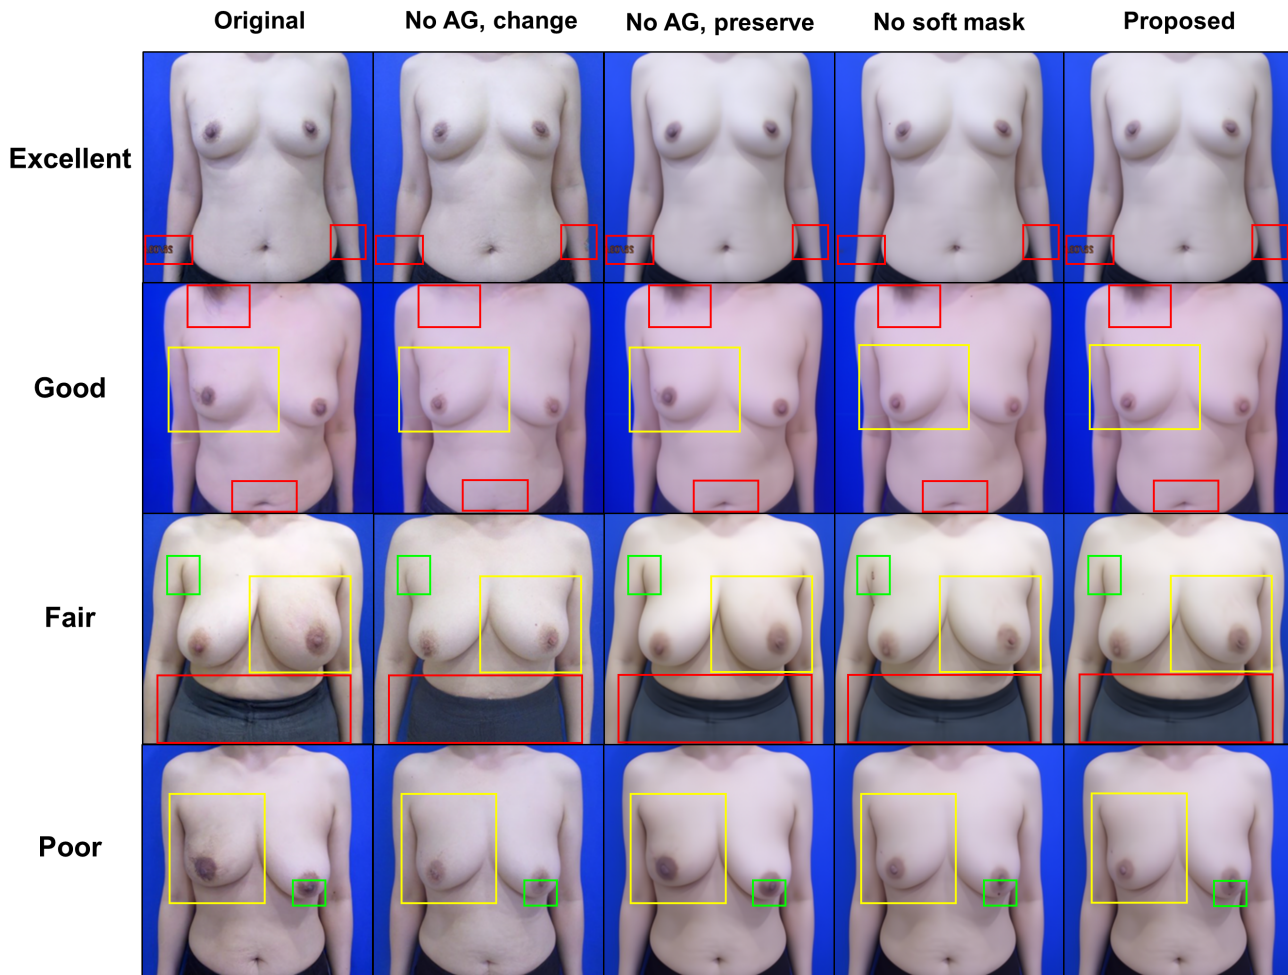 Original No AG, change No AG, preserve No soft mask Proposed
Excellent
Good
Fair
Poor